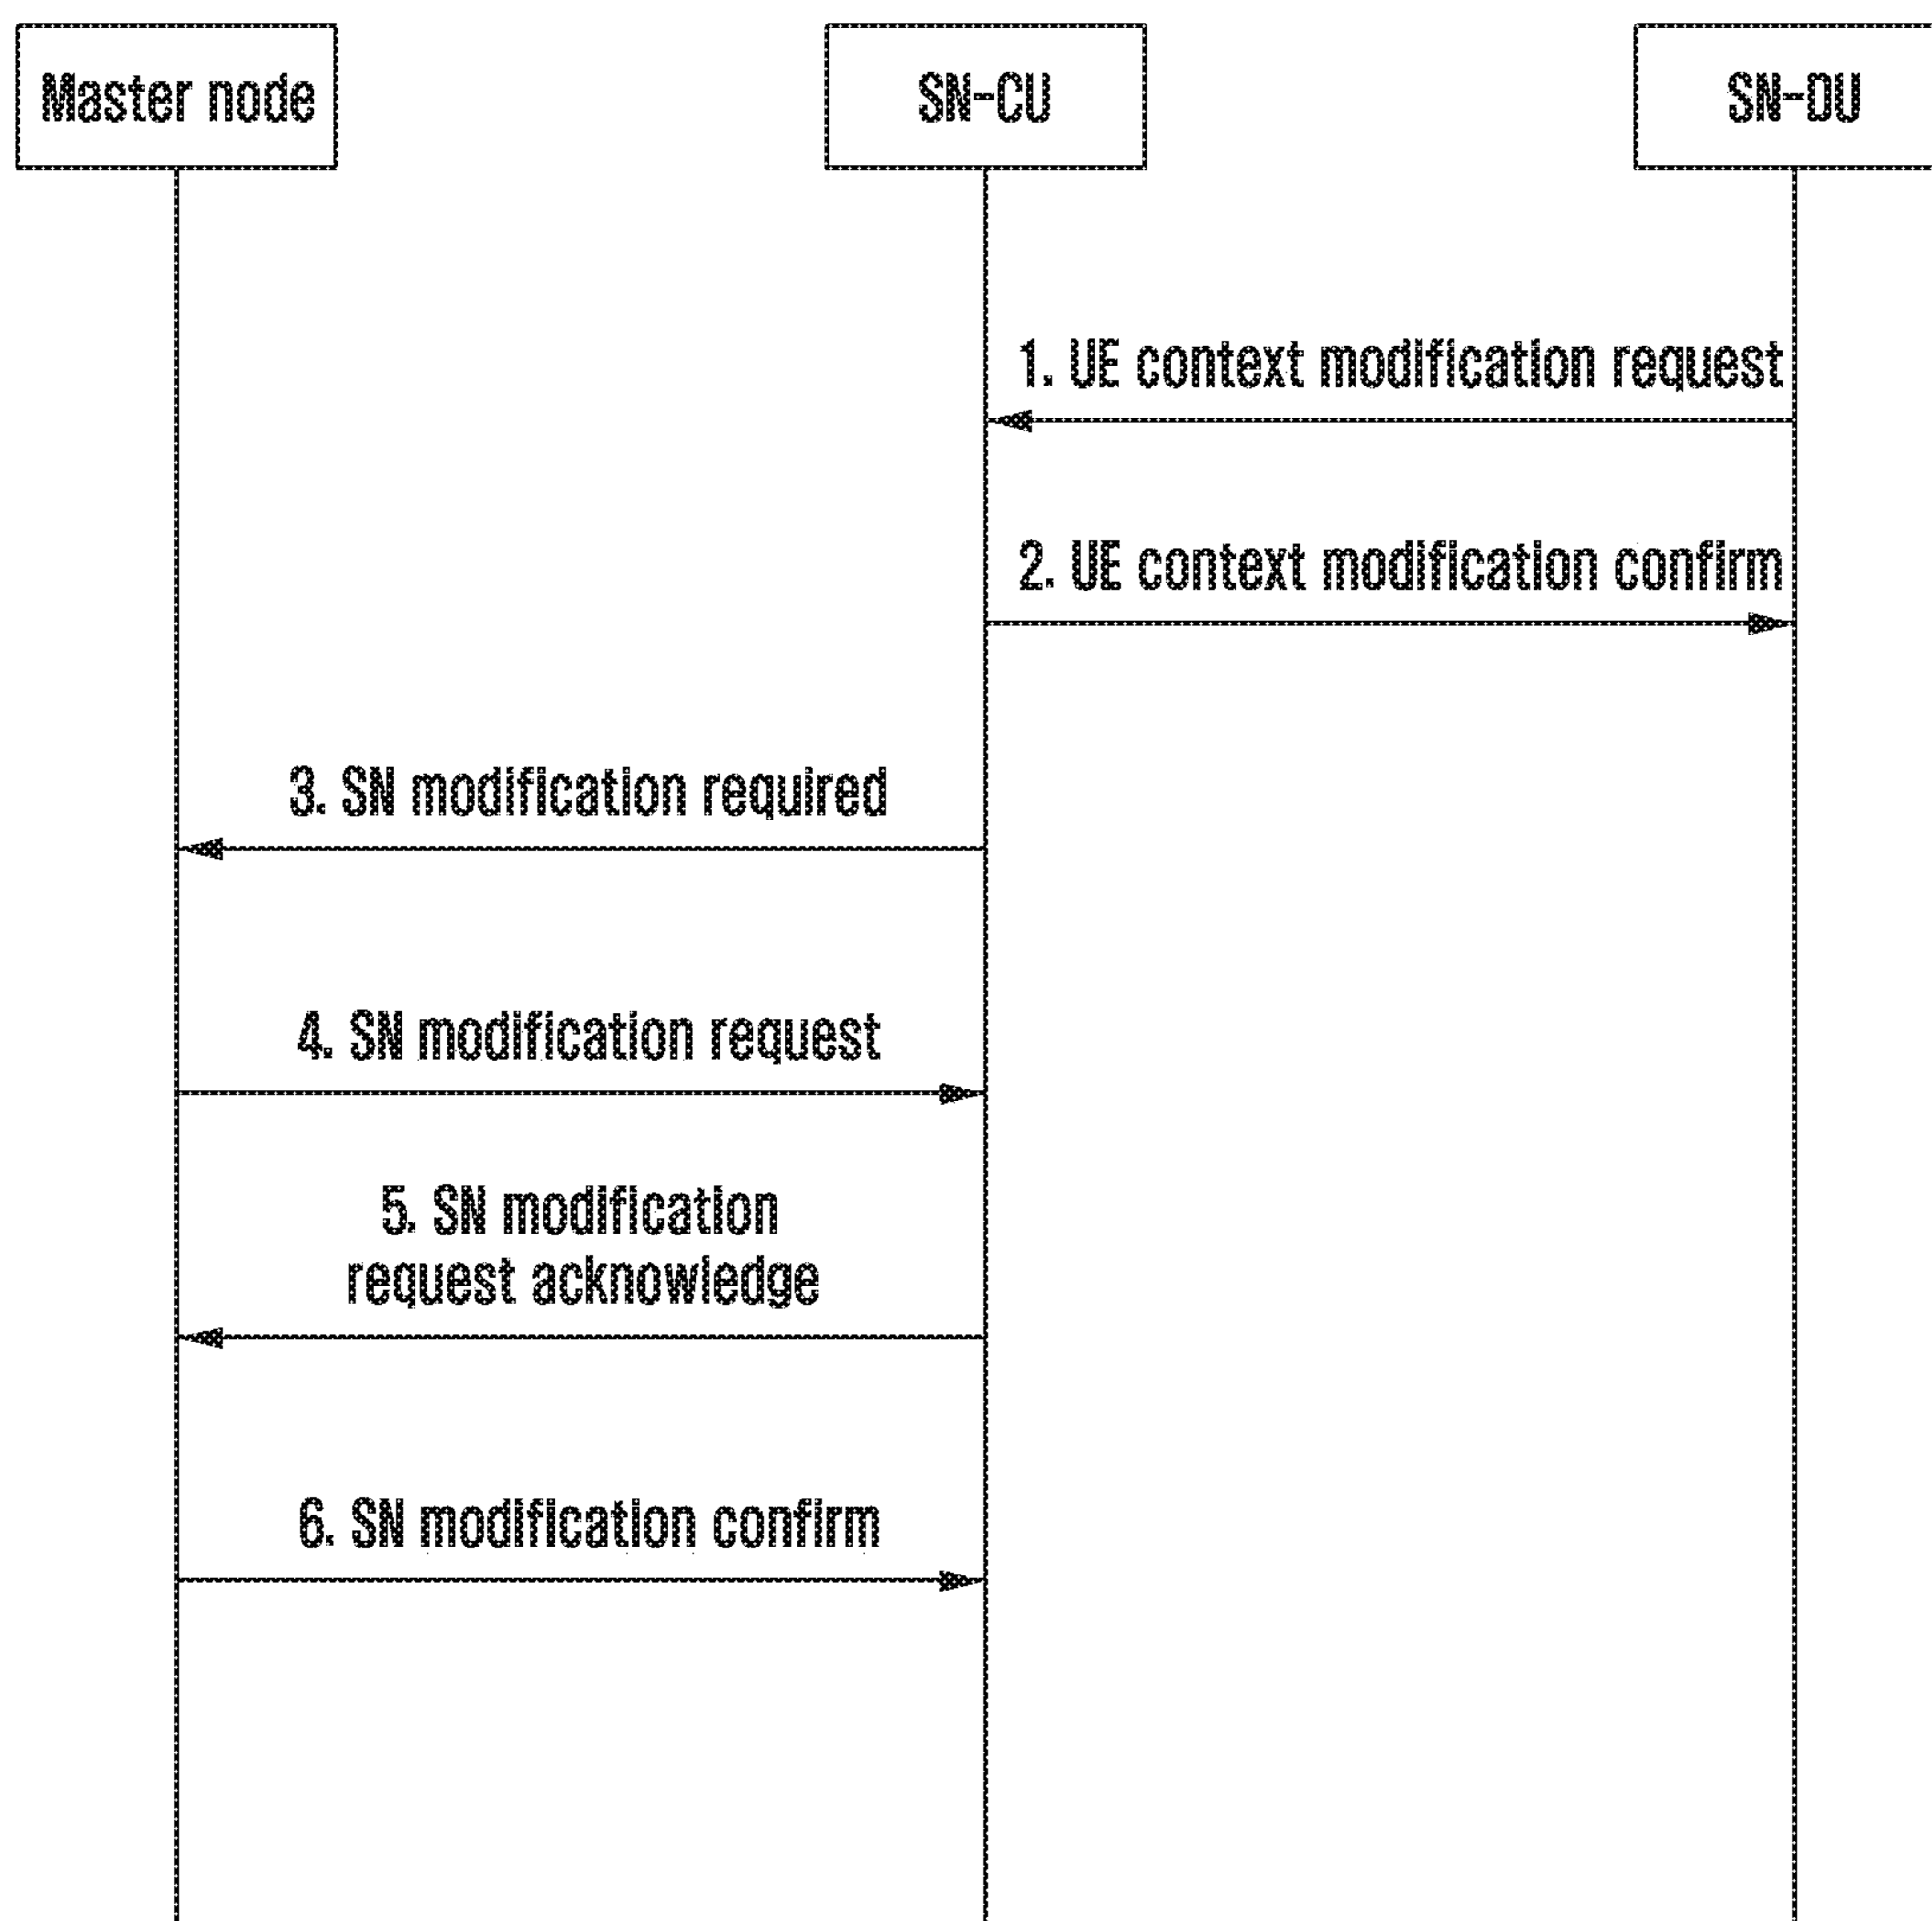 Master node
SN-CU
SN-DU
1. UE context modification request
2. UE context modification confirm
3. SN modification required
4. SN modification request
5. SN modification
request acknowledge
6. SN modification confirm